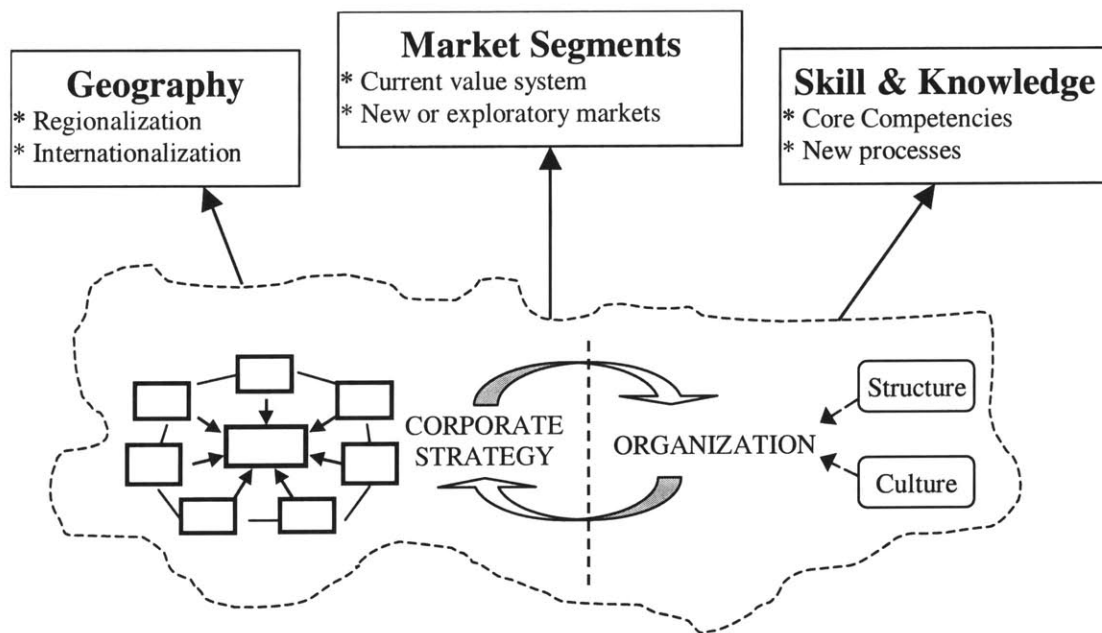 Geography
* Regionalization
* Internationalization
Market Segments
* Current value system
* New or exploratory markets
Skill & Knowledge
* Core Competencies
* New processes
CORPORATE
STRATEGY
ORGANIZATION
Structure
Culture